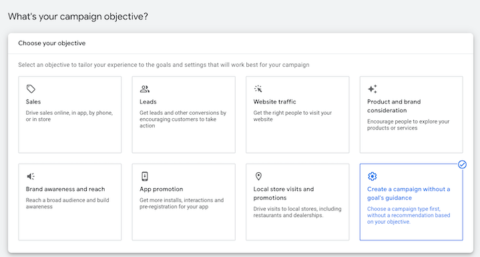 What's your campaign objective?
Choose your objective
Select an objective to tailor your experience to the goals and settings that will work best for your campaign
Sales
Drive sales online, in app, by phone,
or in store
Leads
Get leads and other conversions by
encouraging customers to take
action
Website traffic
Get the right people to visit your
website
Product and brand
consideration
Encourage people to explore your
products or services
Brand awareness and reach
Reach a broad audience and build
awareness
App promotion
Get more installs, interactions and
pre-registration for your app
Local store visits and
promotions
Drive visits to local stores, including
restaurants and dealerships.
Create a campaign without a
goal's guidance
Choose a campaign type first,
without a recommendation based
on your objective.